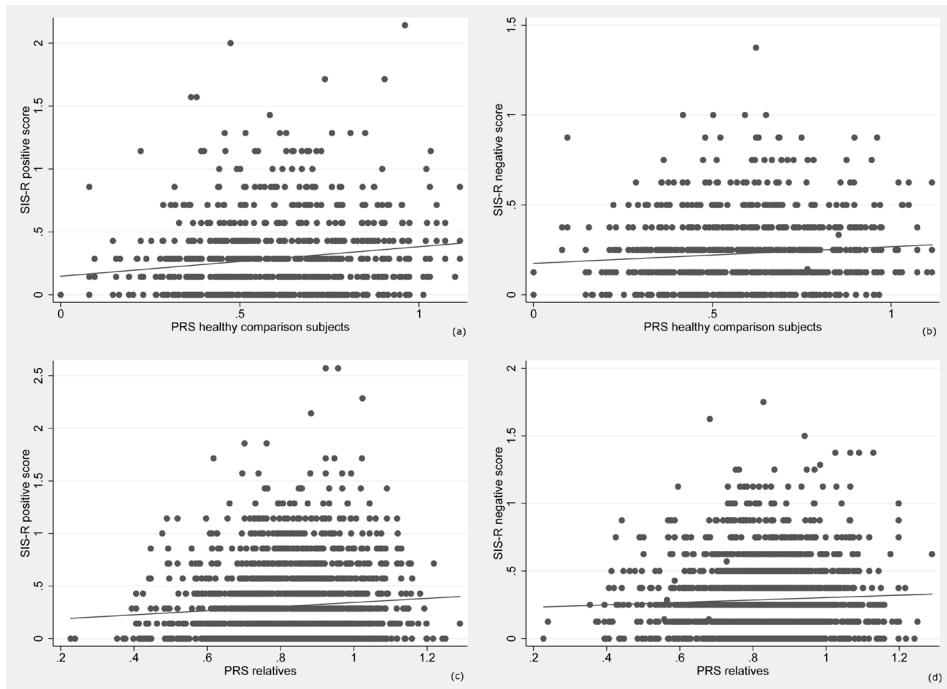 SIS-R positive score
2
1.5
1
.5
0
0 .5 1
PRS healthy comparison subjects
(a)
SIS-R negative score
1.5
1
.5
0
0 .5 1
PRS healthy comparison subjects
(b)
SIS-R positive score
2.5
2
1.5
1
.5
0
.2 .4 .6 .8 1 1.2
PRS relatives
(c)
SIS-R negative score
2
1.5
1
.5
0
.2 .4 .6 .8 1 1.2
PRS relatives
(d)